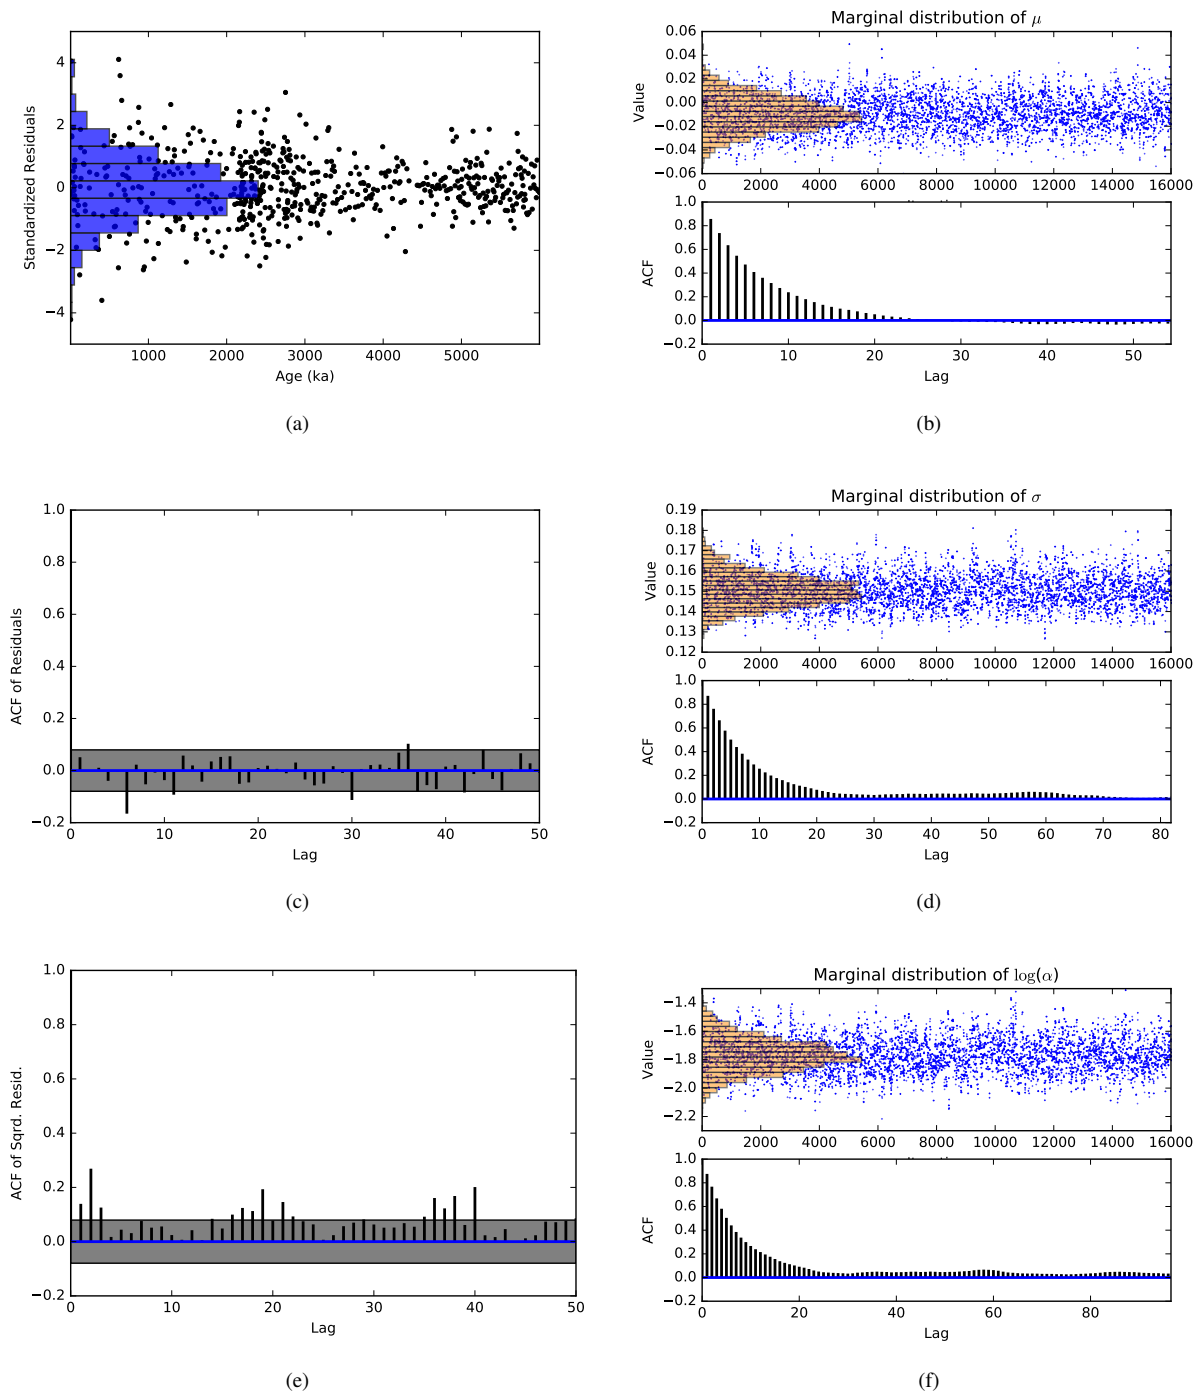 4
2
0
−2
−4
Standardized Residuals
1000
2000
3000
4000
5000
Age (ka)
(a)
Marginal distribution of μ
0.06
0.04
0.02
0.00
−0.02
−0.04
−0.06
Value
0 2000 4000 6000 8000 10000 12000 14000 16000
1.0
0.8
0.6
0.4
0.2
0.0
−0.2
ACF
0 10 20 30 40 50
Lag
(b)
1.0
0.8
0.6
0.4
0.2
0.0
−0.2
ACF of Residuals
0 10 20 30 40 50
Lag
(c)
Marginal distribution of σ
0.19
0.18
0.17
0.16
0.15
0.14
0.13
0.12
Value
0 2000 4000 6000 8000 10000 12000 14000 16000
1.0
0.8
0.6
0.4
0.2
0.0
−0.2
ACF
0 10 20 30 40 50 60 70 80
Lag
(d)
1.0
0.8
0.6
0.4
0.2
0.0
−0.2
ACF of Sqrd. Resid.
0 10 20 30 40 50
Lag
(e)
Marginal distribution of log(α)
−1.4
−1.6
−1.8
−2.0
−2.2
Value
0 2000 4000 6000 8000 10000 12000 14000 16000
1.0
0.8
0.6
0.4
0.2
0.0
−0.2
ACF
0 20 40 60 80
Lag
(f)